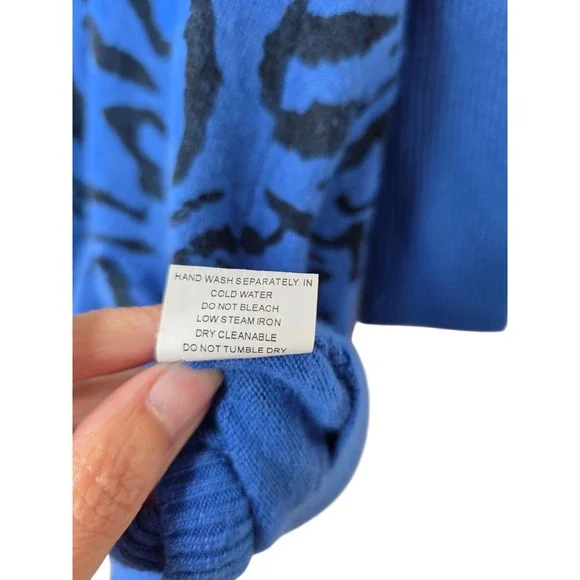 HAND WASH SEPARATELY IN
COLD WATER
DO NOT BLEACH
LOW STEAM IRON
DRY CLEANABLE
DO NOT TUMBLE DRY